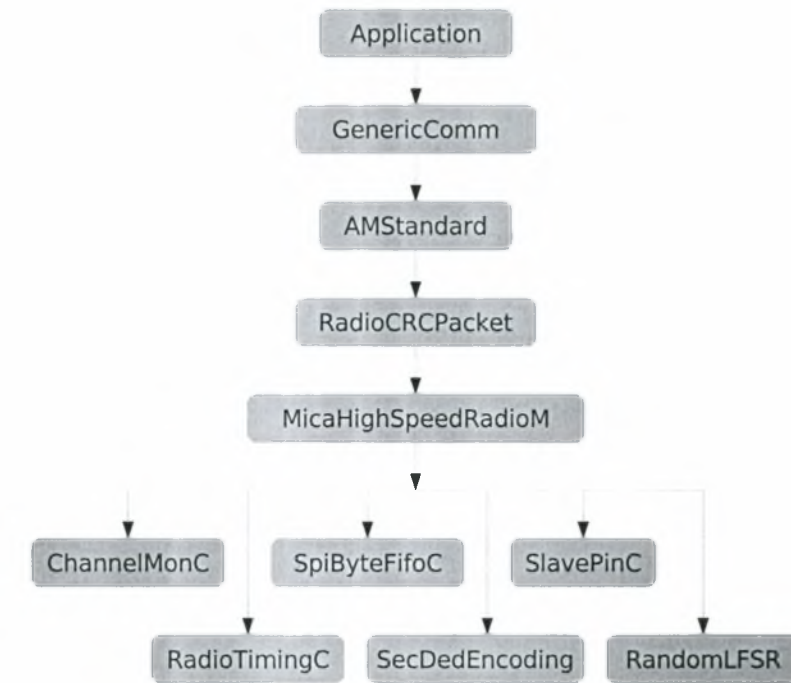 Application
GenericComm
AMStandard
RadioCRCPacket
MicaHighSpeedRadioM
ChannelMonC
SpiByteFifoC
SlavePinC
RadioTimingC
SecDedEncoding
RandomLFSR